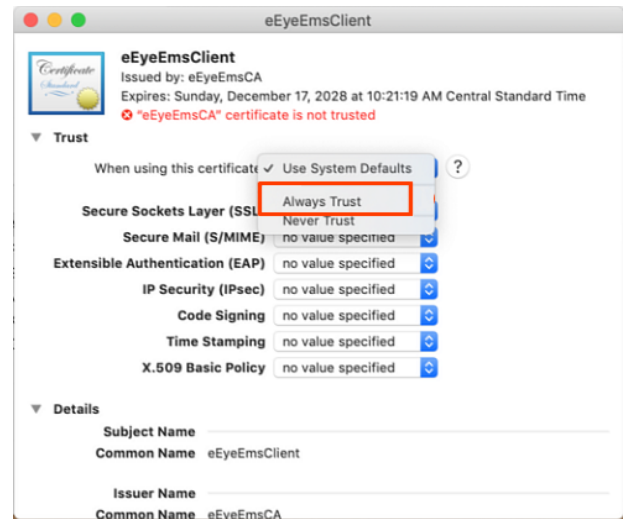 eEyeEmsClient
Certificate
Standard
eEyeEmsClient
Issued by: eEyeEmsCA
Expires: Sunday, December 17, 2028 at 10:21:19 AM Central Standard Time
"eEyeEmsCA" certificate is not trusted
Trust
When using this certificate ✓ Use System Defaults ?
Always Trust
Secure Sockets Layer (SSL
Never Trust
Secure Mail (S/MIME) no value specified
Extensible Authentication (EAP) no value specified
IP Security (IPsec) no value specified
Code Signing no value specified
Time Stamping no value specified
X.509 Basic Policy no value specified
Details
Subject Name
Common Name eEyeEmsClient
Issuer Name
Common Name eEyeEmsCA